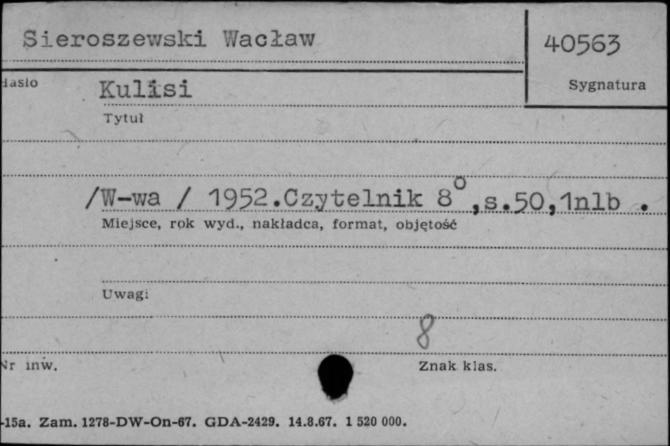 Sieroszewski Wacław
40563
Hasło
Sygnatura
Kulisi
Tytuł
/W-wa / 1952.Czytelnik 8°,s.50,1nlb .
Miejsce, rok wyd., nakładca, format, objętość
Uwagi
8
Nr inw.
Znak klas.
-15a. Zam. 1278-DW-On-67. GDA-2429. 14.8.67. 1 520 000.